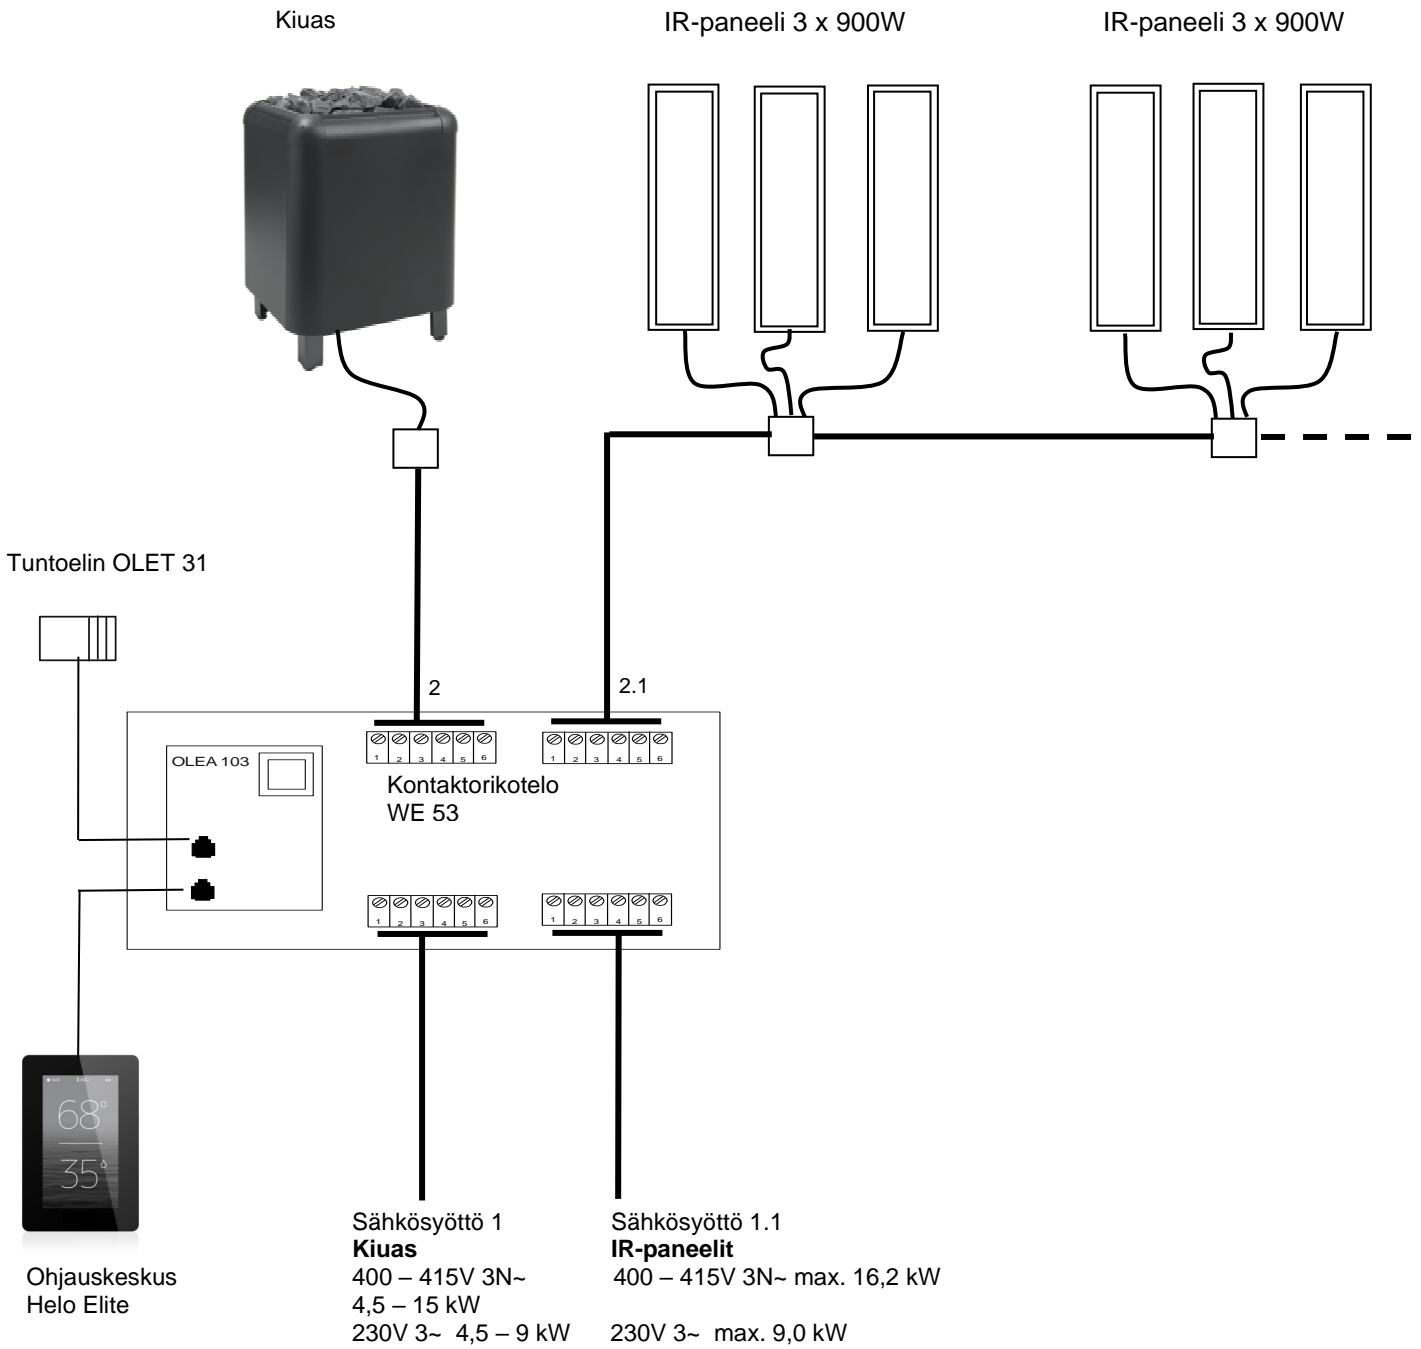 Kiuas
IR-paneeli 3 x 900W
IR-paneeli 3 x 900W
Tuntoelin OLET 31
2
2.1
OLEA 103
1 2 3 4 5 6
1 2 3 4 5 6
Kontaktorikotelo
WE 53
1 2 3 4 5 6
1 2 3 4 5 6
68°
35°
Ohjauskeskus
Helo Elite
Sähkösyöttö 1
Kiuas
400 – 415V 3N~
4,5 – 15 kW
230V 3~ 4,5 – 9 kW
Sähkösyöttö 1.1
IR-paneelit
400 – 415V 3N~ max. 16,2 kW
230V 3~ max. 9,0 kW